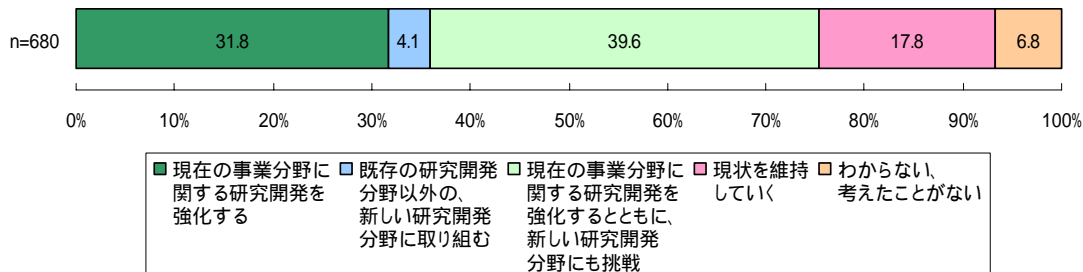 n=680
31.8
4.1
39.6
17.8
6.8
0% 10% 20% 30% 40% 50% 60% 70% 80% 90% 100%
現在の事業分野に
関する研究開発を
強化する
既存の研究開発
分野以外の、
新しい研究開発
分野に取り組む
現在の事業分野に
関する研究開発を
強化するとともに、
新しい研究開発
分野にも挑戦
現状を維持
していく
わからない、
考えたことがない